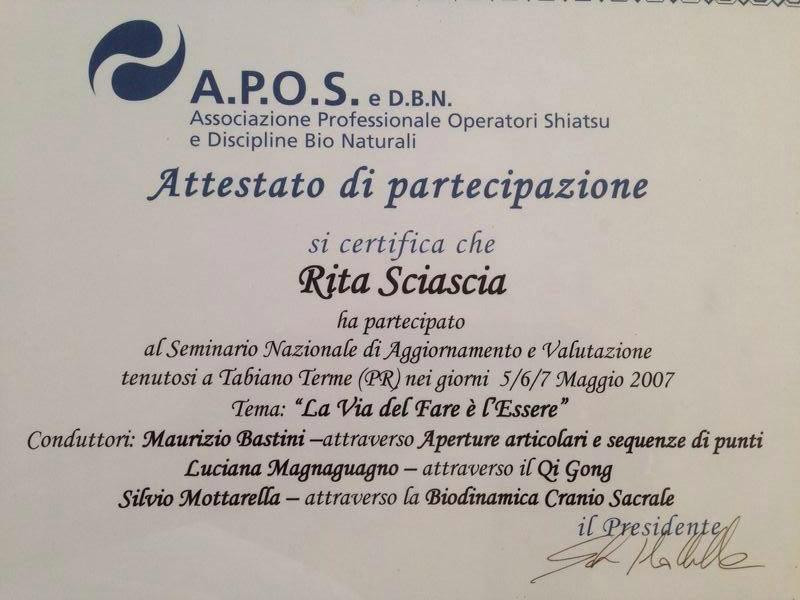 A.P.O.S. e D.B.N.
Associazione Professionale Operatori Shiatsu
e Discipline Bio Naturali
Attestato di partecipazione
si certifica che
Rita Sciascia
ha partecipato
al Seminario Nazionale di Aggiornamento e Valutazione
tenutosi a Tabiano Terme (PR) nei giorni 5/6/7 Maggio 2007
Tema: "La Via del Fare è l'Essere"
Conduttori: Maurizio Bastini –attraverso Aperture articolari e sequenze di punti
Luciana Magnaguagno – attraverso il Qi Gong
Silvio Mottarella – attraverso la Biodinamica Cranio Sacrale
il Presidente